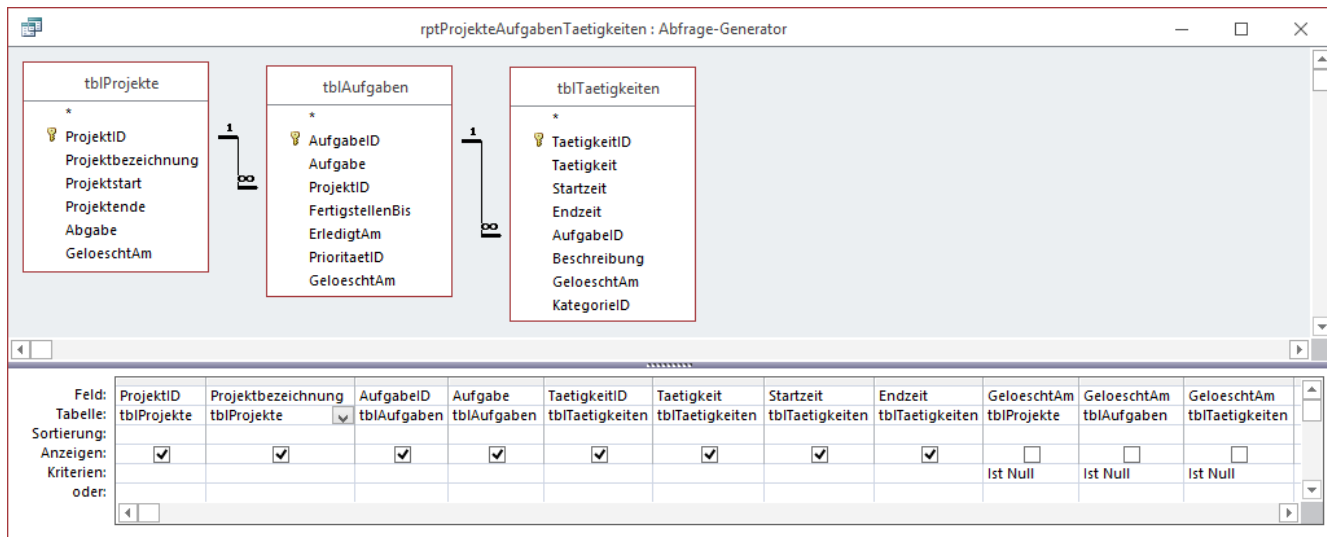 rptProjekteAufgabenTaetigkeiten : Abfrage-Generator
tblProjekte
*
ProjektID
Projektbezeichnung
Projektstart
Projektende
Abgabe
GeloeschtAm
1
∞
tblAufgaben
*
AufgabeID
Aufgabe
ProjektID
FertigstellenBis
ErledigtAm
PrioritaetID
GeloeschtAm
1
∞
tblTaetigkeiten
*
TaetigkeitID
Taetigkeit
Startzeit
Endzeit
AufgabeID
Beschreibung
GeloeschtAm
KategorieID
Feld: ProjektID Projektbezeichnung AufgabeID Aufgabe TaetigkeitID Taetigkeit Startzeit Endzeit GeloeschtAm GeloeschtAm GeloeschtAm
Tabelle: tblProjekte tblProjekte tblAufgaben tblAufgaben tblTaetigkeiten tblTaetigkeiten tblTaetigkeiten tblTaetigkeiten tblProjekte tblAufgaben tblTaetigkeiten
Sortierung:
Anzeigen:
Kriterien: Ist Null Ist Null Ist Null
oder: